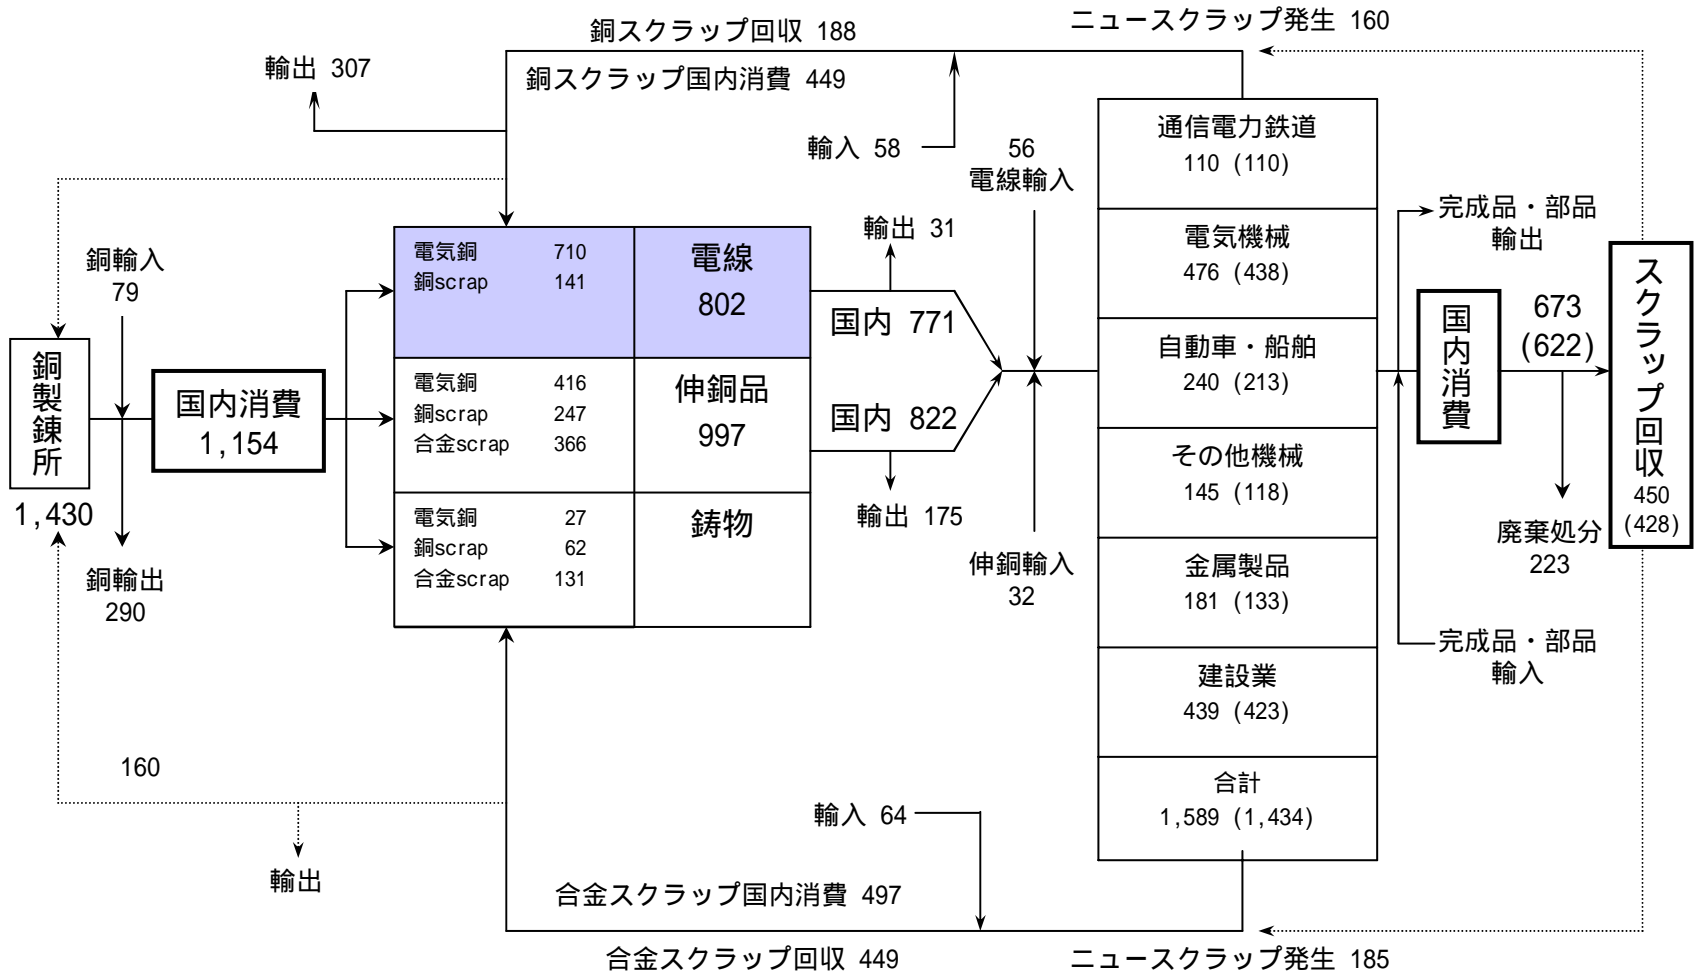 銅スクラップ回収 188
ニュースクラップ発生 160
輸出 307
銅スクラップ国内消費 449
輸入 58
56
電線輸入
通信電力鉄道
110 (110)
電気機械
476 (438)
自動車・船舶
240 (213)
その他機械
145 (118)
金属製品
181 (133)
建設業
439 (423)
合計
1,589 (1,434)
銅輸入
79
銅製錬所
1,430
国内消費
1,154
銅輸出
290
電気銅 710
銅scrap 141
電線
802
電気銅 416
銅scrap 247
合金scrap 366
伸銅品
997
電気銅 27
銅scrap 62
合金scrap 131
鋳物
輸出 31
国内 771
国内 822
輸出 175
伸銅輸入
32
完成品・部品
輸出
国内消費
673
(622)
スクラップ回収
450
(428)
廃棄処分
223
完成品・部品
輸入
160
輸出
輸入 64
合金スクラップ国内消費 497
合金スクラップ回収 449
ニュースクラップ発生 185